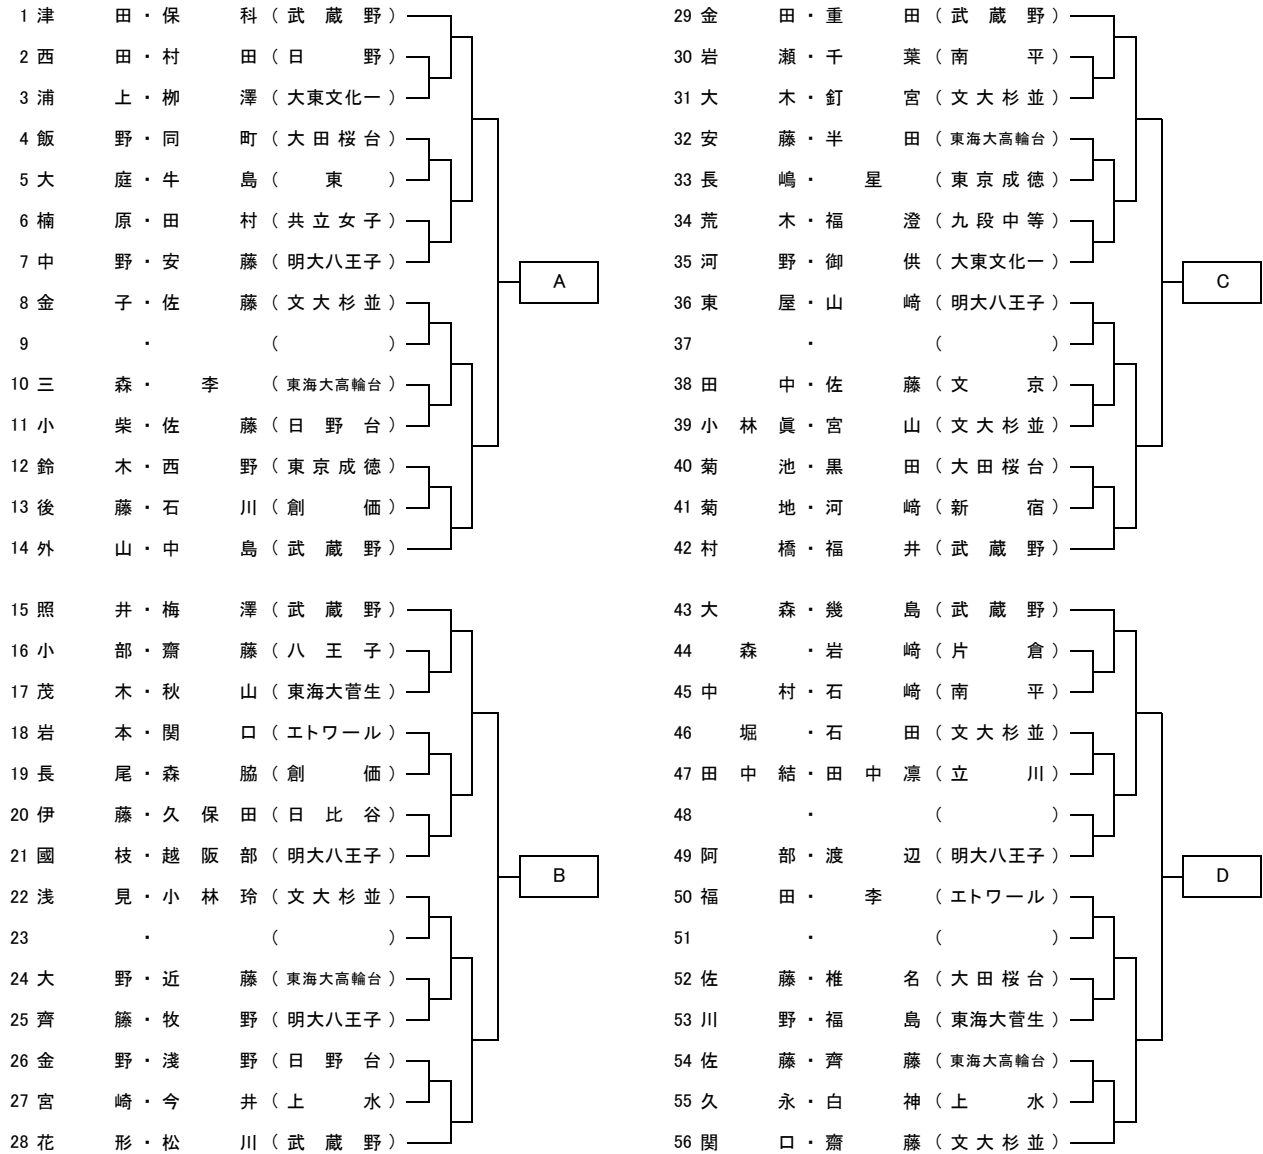 1 津田・保科（武蔵野）
2 西田・村田（日野）
3 浦上・栁澤（大東文化一）
4 飯野・同町（大田桜台）
5 大庭・牛島（東）
6 楠原・田村（共立女子）
7 中野・安藤（明大八王子）
A
8 金子・佐藤（文大杉並）
9 ・（ ）
10 三森・李（東海大高輪台）
11 小柴・佐藤（日野台）
12 鈴木・西野（東京成徳）
13 後藤・石川（創価）
14 外山・中島（武蔵野）
15 照井・梅澤（武蔵野）
16 小部・齋藤（八王子）
17 茂木・秋山（東海大菅生）
18 岩本・関口（エトワール）
19 長尾・森脇（創価）
20 伊藤・久保田（日比谷）
21 國枝・越阪部（明大八王子）
B
22 浅見・小林玲（文大杉並）
23 ・（ ）
24 大野・近藤（東海大高輪台）
25 齊籐・牧野（明大八王子）
26 金野・淺野（日野台）
27 宮崎・今井（上水）
28 花形・松川（武蔵野）
29 金田・重田（武蔵野）
30 岩瀬・千葉（南平）
31 大木・釘宮（文大杉並）
32 安藤・半田（東海大高輪台）
33 長嶋・星（東京成徳）
34 荒木・福澄（九段中等）
35 河野・御供（大東文化一）
C
36 東屋・山﨑（明大八王子）
37 ・（ ）
38 田中・佐藤（文京）
39 小林眞・宮山（文大杉並）
40 菊池・黒田（大田桜台）
41 菊地・河﨑（新宿）
42 村橋・福井（武蔵野）
43 大森・幾島（武蔵野）
44 森・岩﨑（片倉）
45 中村・石﨑（南平）
46 堀・石田（文大杉並）
47 田中結・田中凛（立川）
48 ・（ ）
49 阿部・渡辺（明大八王子）
D
50 福田・李（エトワール）
51 ・（ ）
52 佐藤・椎名（大田桜台）
53 川野・福島（東海大菅生）
54 佐藤・齊藤（東海大高輪台）
55 久永・白神（上水）
56 関口・齋藤（文大杉並）